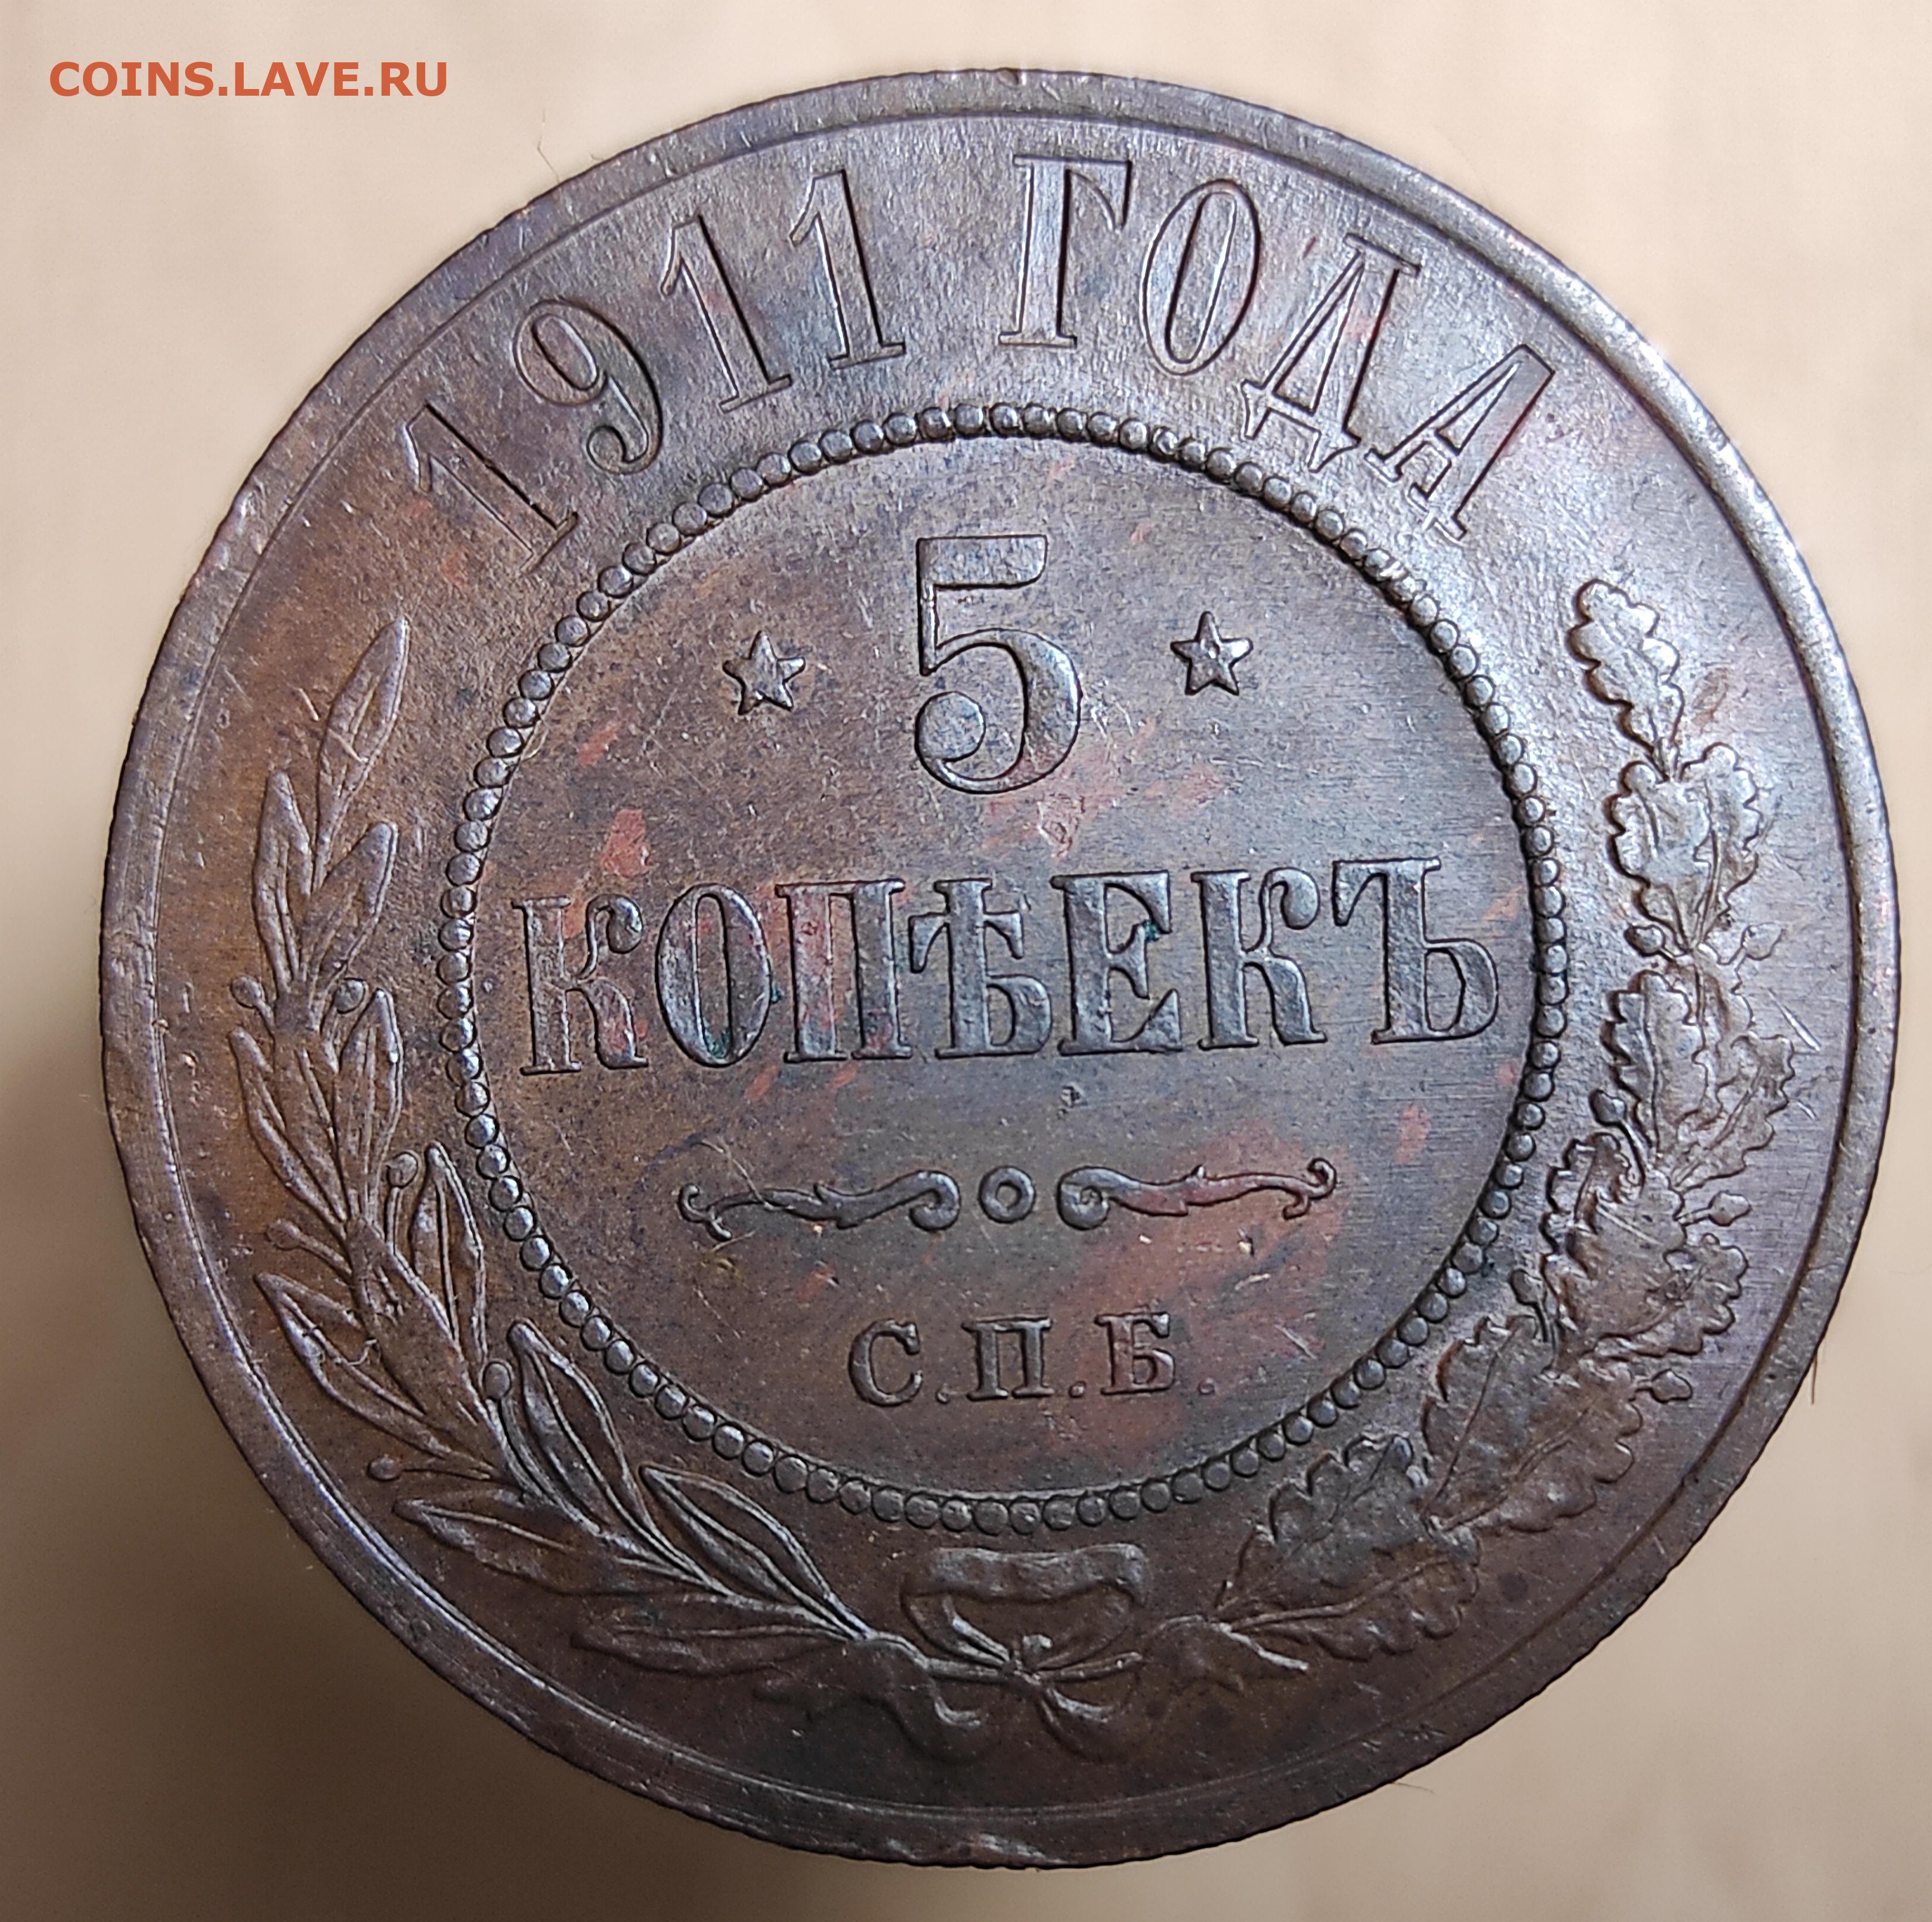 COINS.LAVE.RU
1911 ГОДА
5
КОПѢЕКЪ
С.П.Б.